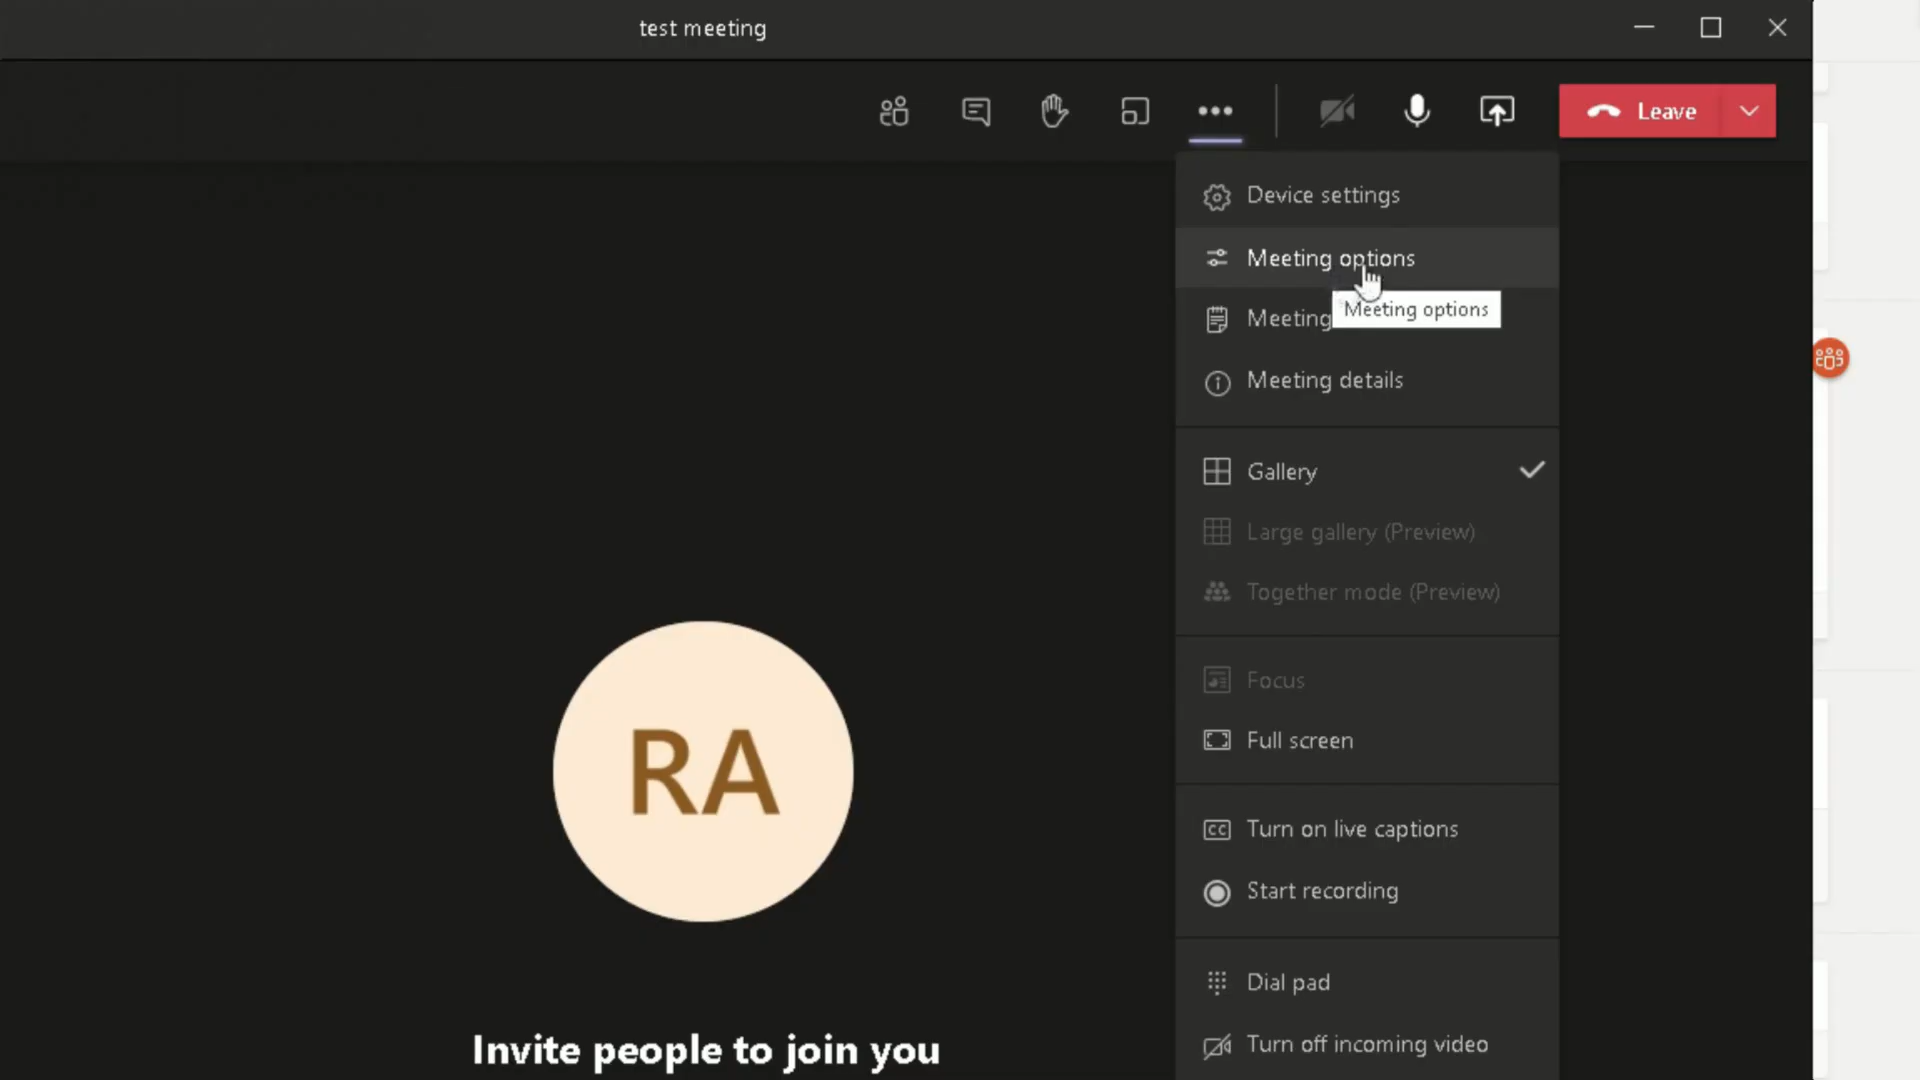 test meeting
Leave
Device settings
Meeting options
Meeting
Meeting options
Meeting details
Gallery
Large gallery (Preview)
Together mode (Preview)
Focus
Full screen
CC Turn on live captions
Start recording
Dial pad
Turn off incoming video
RA
Invite people to join you